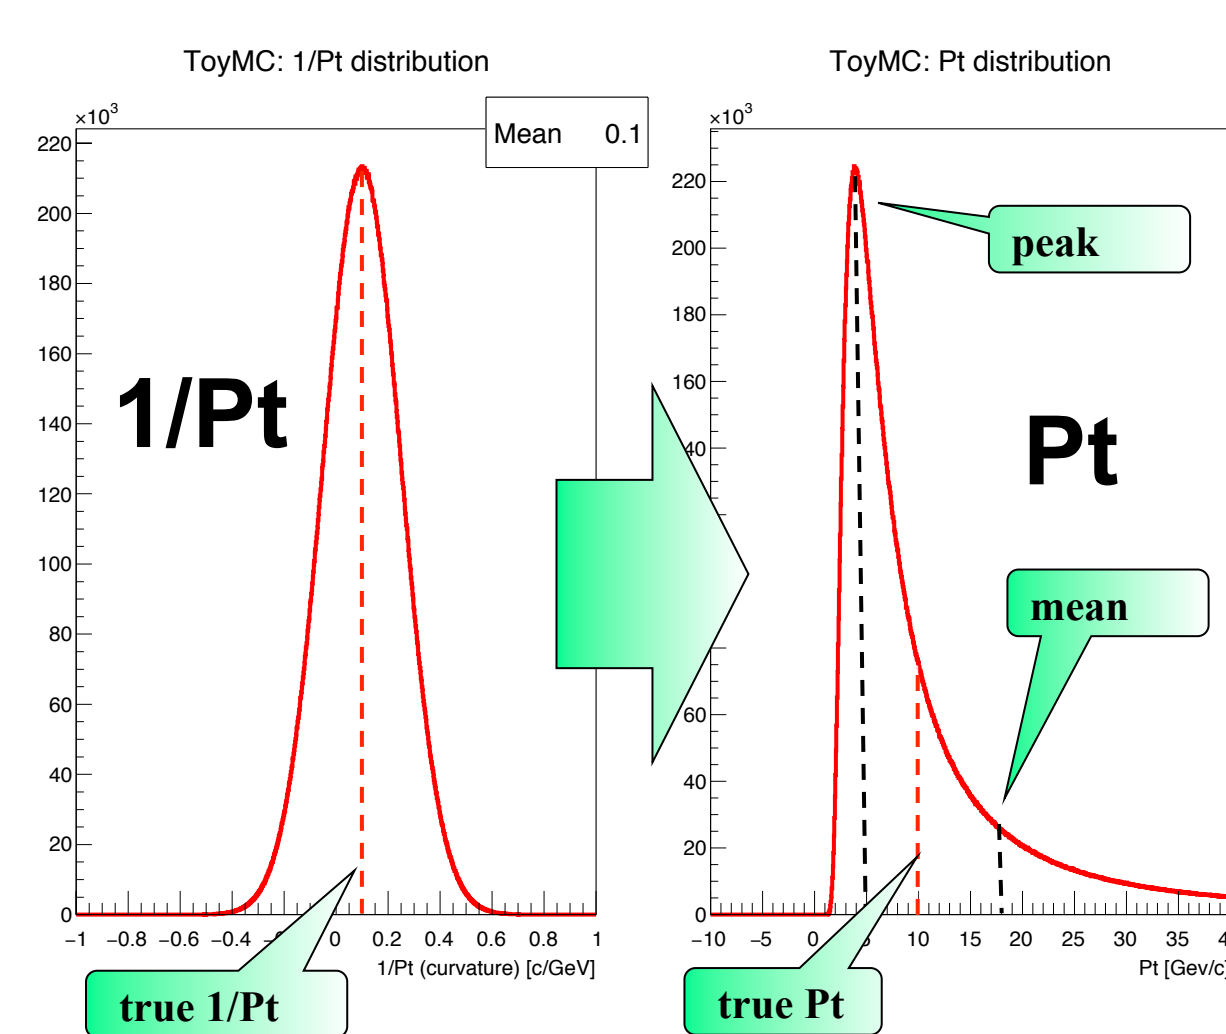 ToyMC: 1/Pt distribution
×10³
Mean 0.1
220
200
180
160
140
120
100
80
60
40
20
0
1/Pt
−1 −0.8 −0.6 −0.4 0 0.2 0.4 0.6 0.8 1
1/Pt (curvature) [c/GeV]
true 1/Pt
ToyMC: Pt distribution
×10³
220
200
180
160
60
40
20
0
peak
Pt
mean
−10 −5 0 10 15 20 25 30 35
Pt [Gev/c]
true Pt